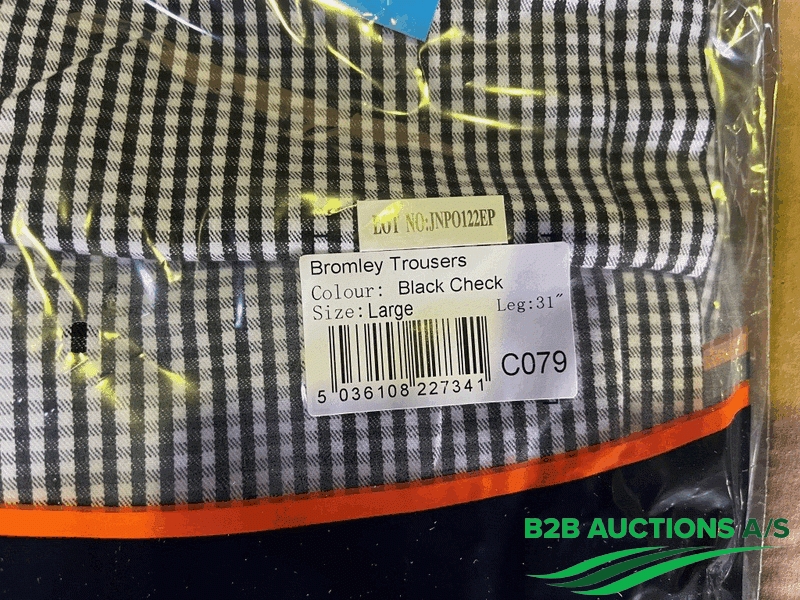 LOT NO:JNPO122EP
Bromley Trousers
Colour: Black Check
Size: Large Leg:31"
C079
5 036108 227341
B2B AUCTIONS A/S